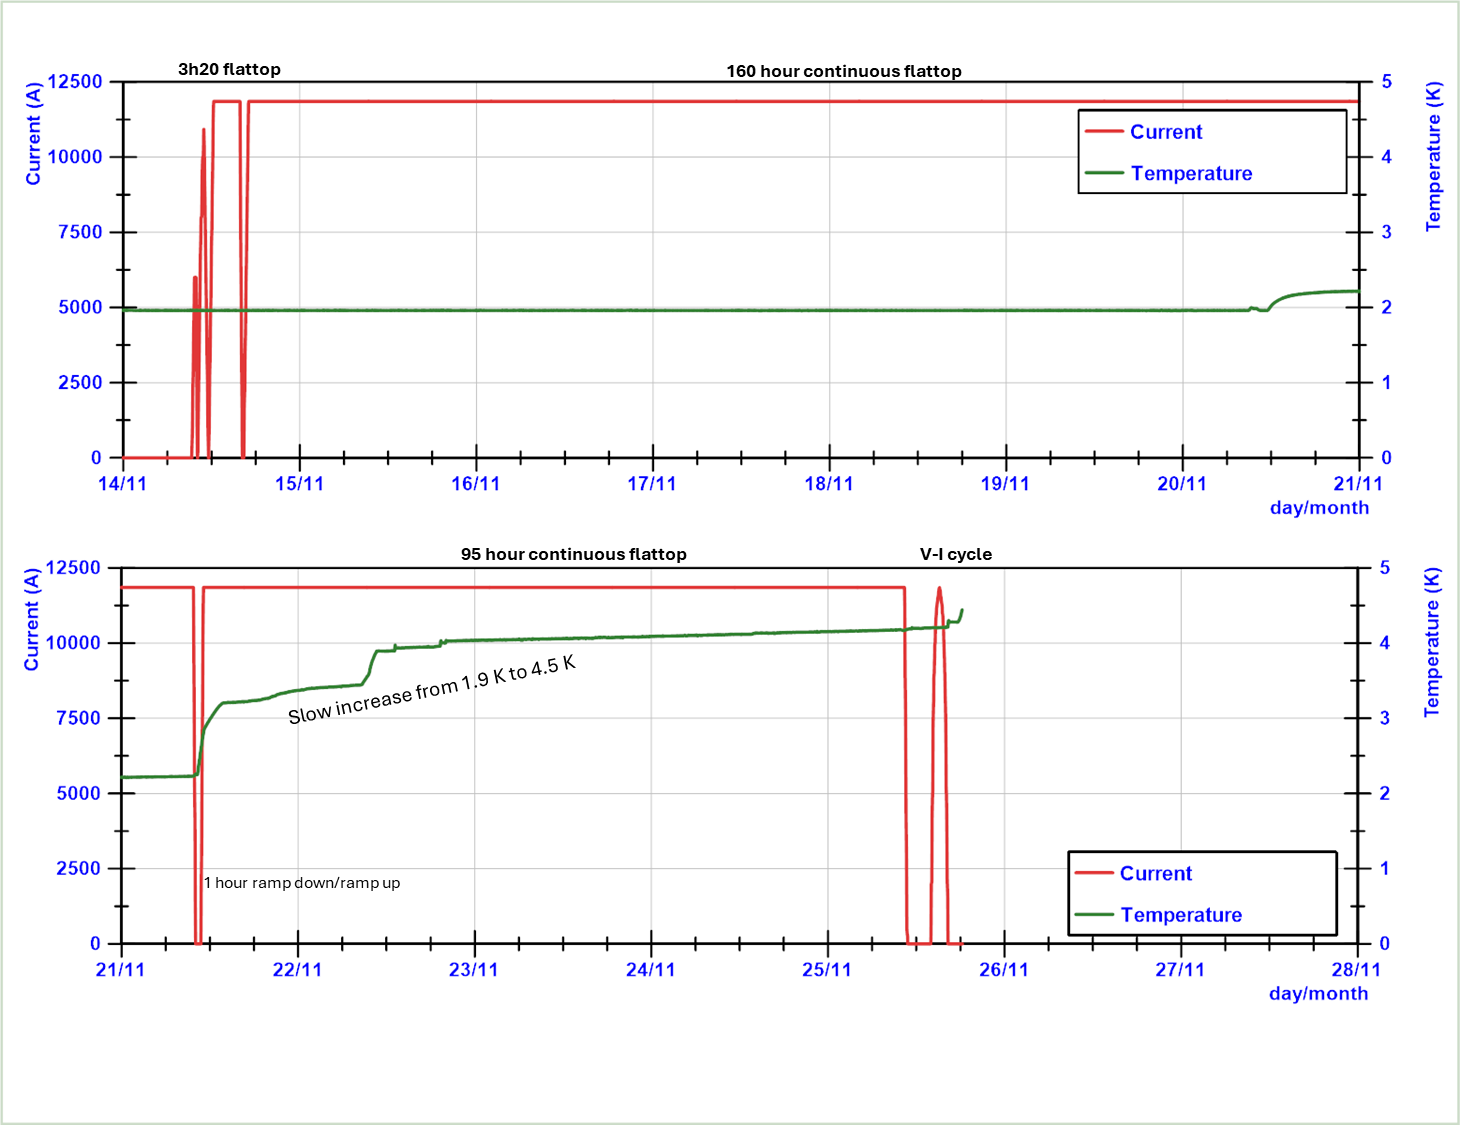 3h20 flattop
160 hour continuous flattop
Current (A)
12500
10000
7500
5000
2500
0
5
4
3
2
1
0
Temperature (K)
Current
Temperature
14/11
15/11
16/11
17/11
18/11
19/11
20/11
21/11
day/month
95 hour continuous flattop
V-I cycle
Current (A)
12500
10000
7500
5000
2500
0
5
4
3
2
1
0
Temperature (K)
Slow increase from 1.9 K to 4.5 K
1 hour ramp down/ramp up
Current
Temperature
21/11
22/11
23/11
24/11
25/11
26/11
27/11
28/11
day/month